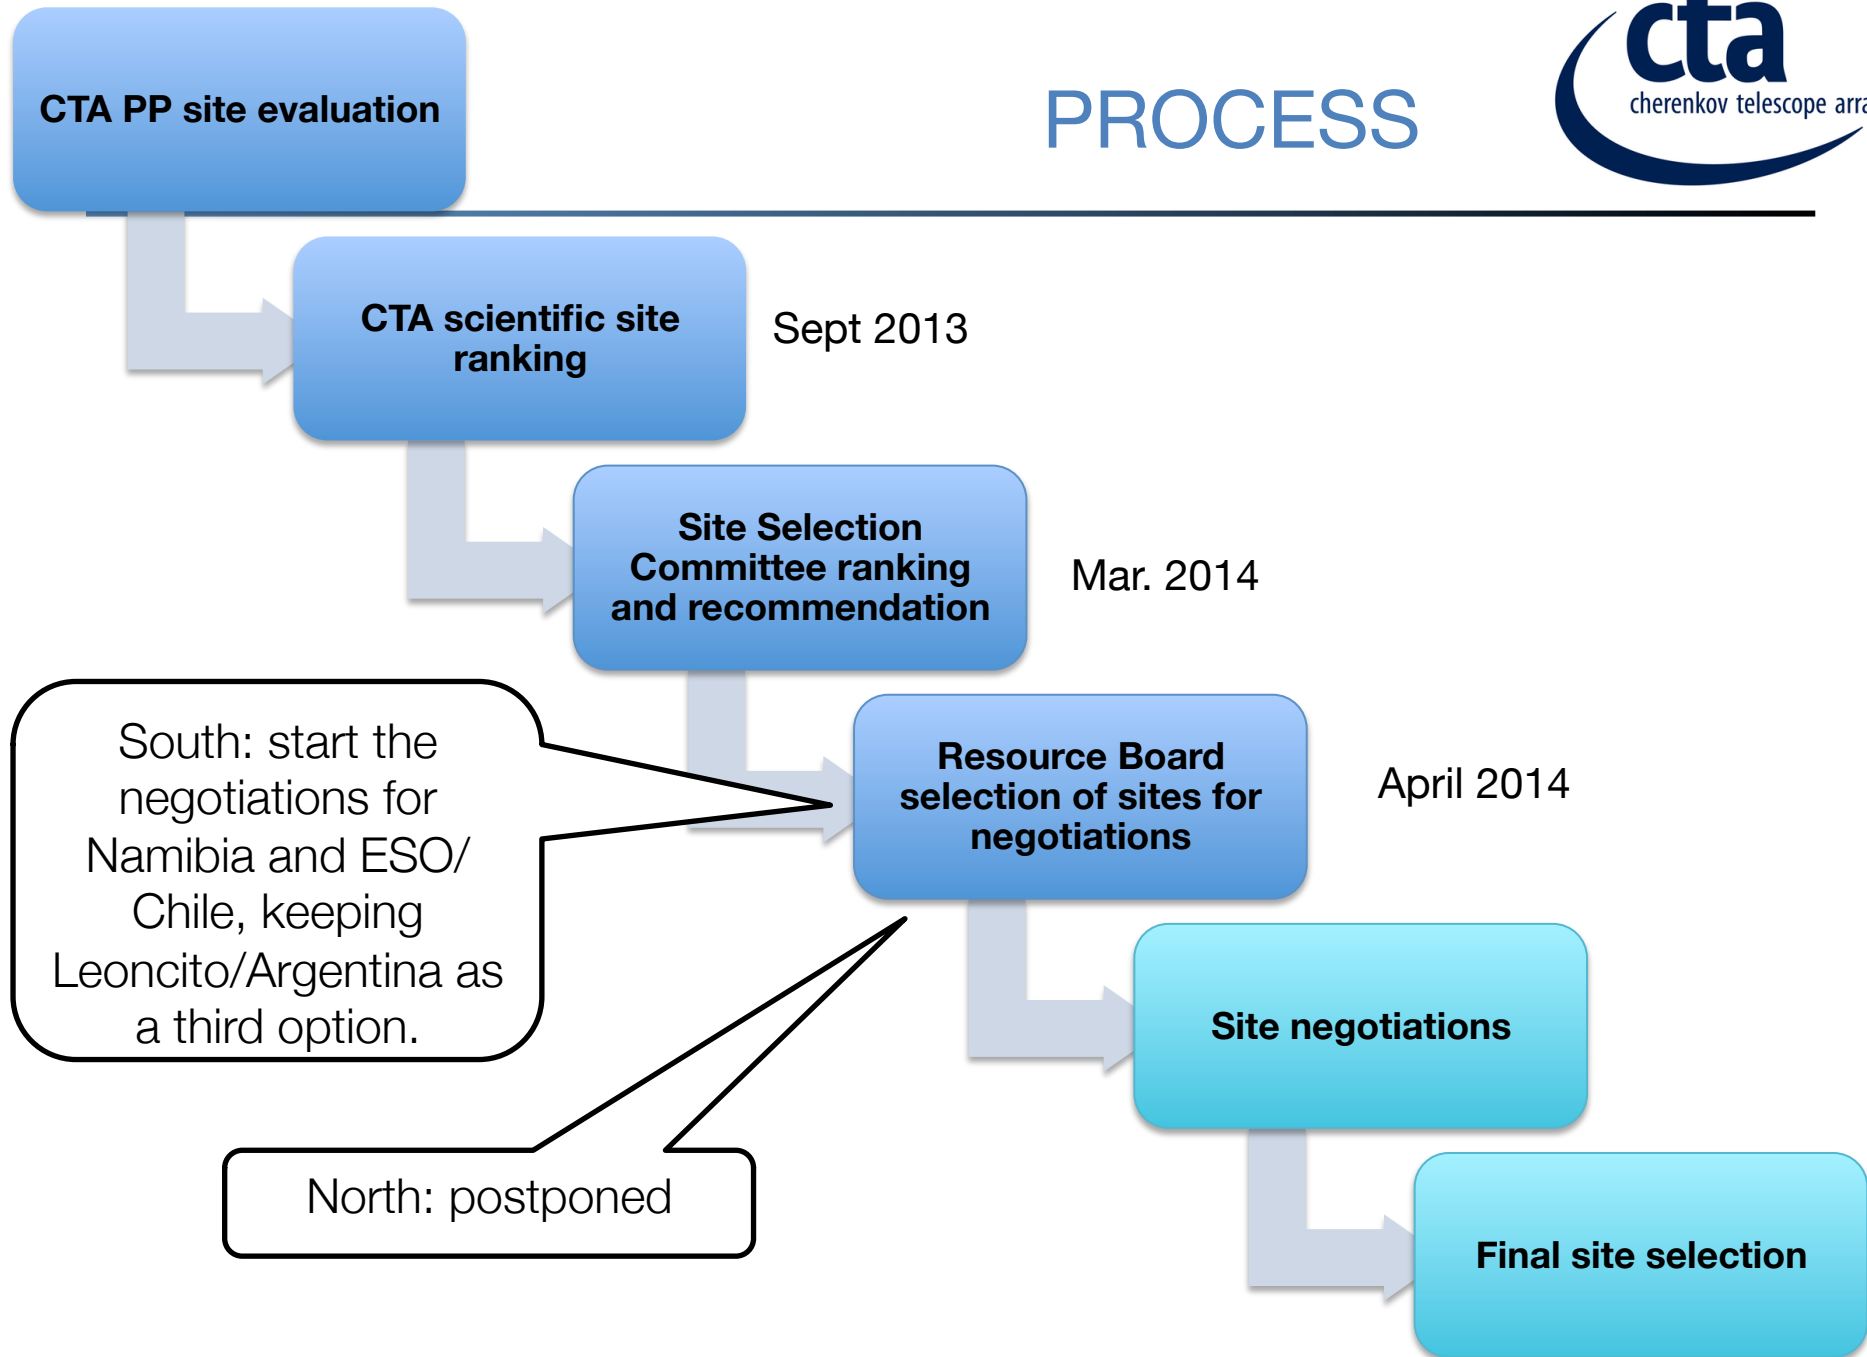 CTA PP site evaluation
PROCESS
cta
cherenkov telescope arra
CTA scientific site
ranking
Sept 2013
Site Selection
Committee ranking
and recommendation
Mar. 2014
South: start the
negotiations for
Namibia and ESO/
Chile, keeping
Leoncito/Argentina as
a third option.
Resource Board
selection of sites for
negotiations
April 2014
Site negotiations
North: postponed
Final site selection